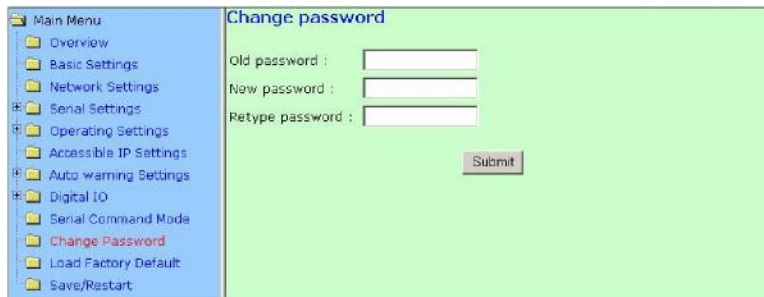 Main Menu
Overview
Basic Settings
Network Settings
Serial Settings
Operating Settings
Accessible IP Settings
Auto warning Settings
Digital IO
Serial Command Mode
Change Password
Load Factory Default
Save/Restart
Change password
Old password :
New password :
Retype password :
Submit